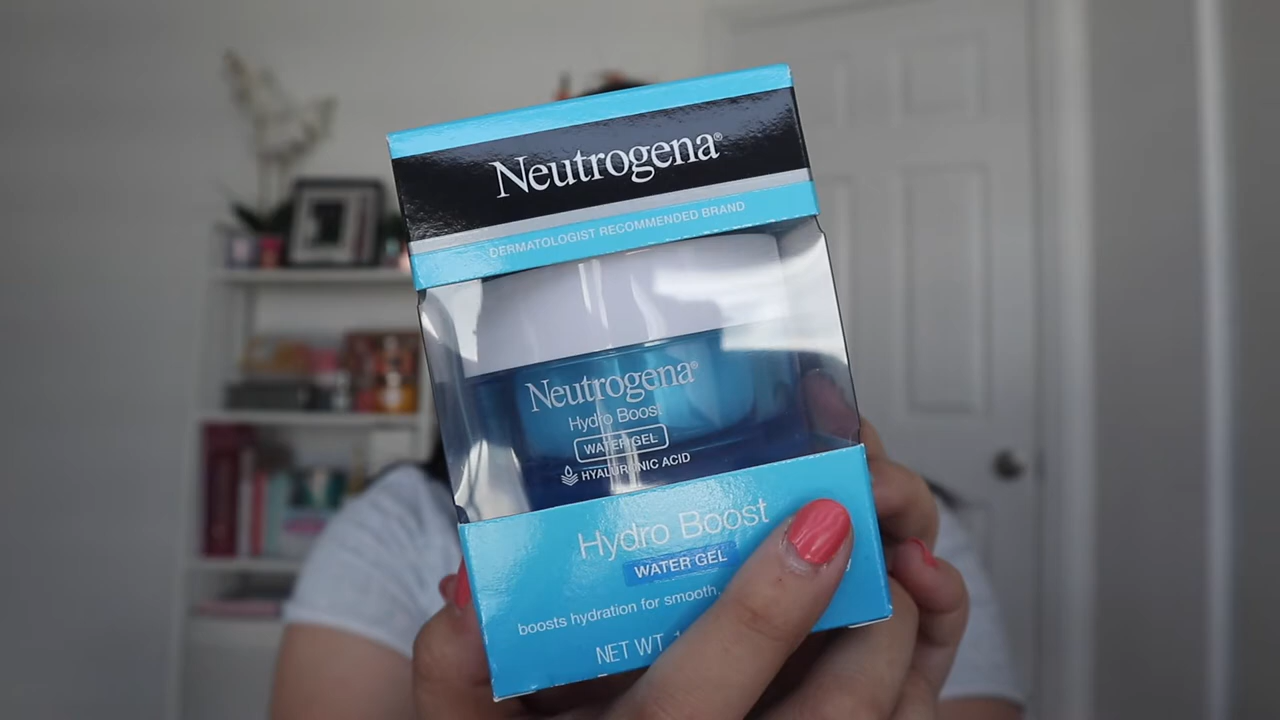 Neutrogena®
DERMATOLOGIST RECOMMENDED BRAND
Neutrogena®
Hydro Boost
WATER GEL
HYALURONIC ACID
Hydro Boost
WATER GEL
boosts hydration for smooth,
NET WT.